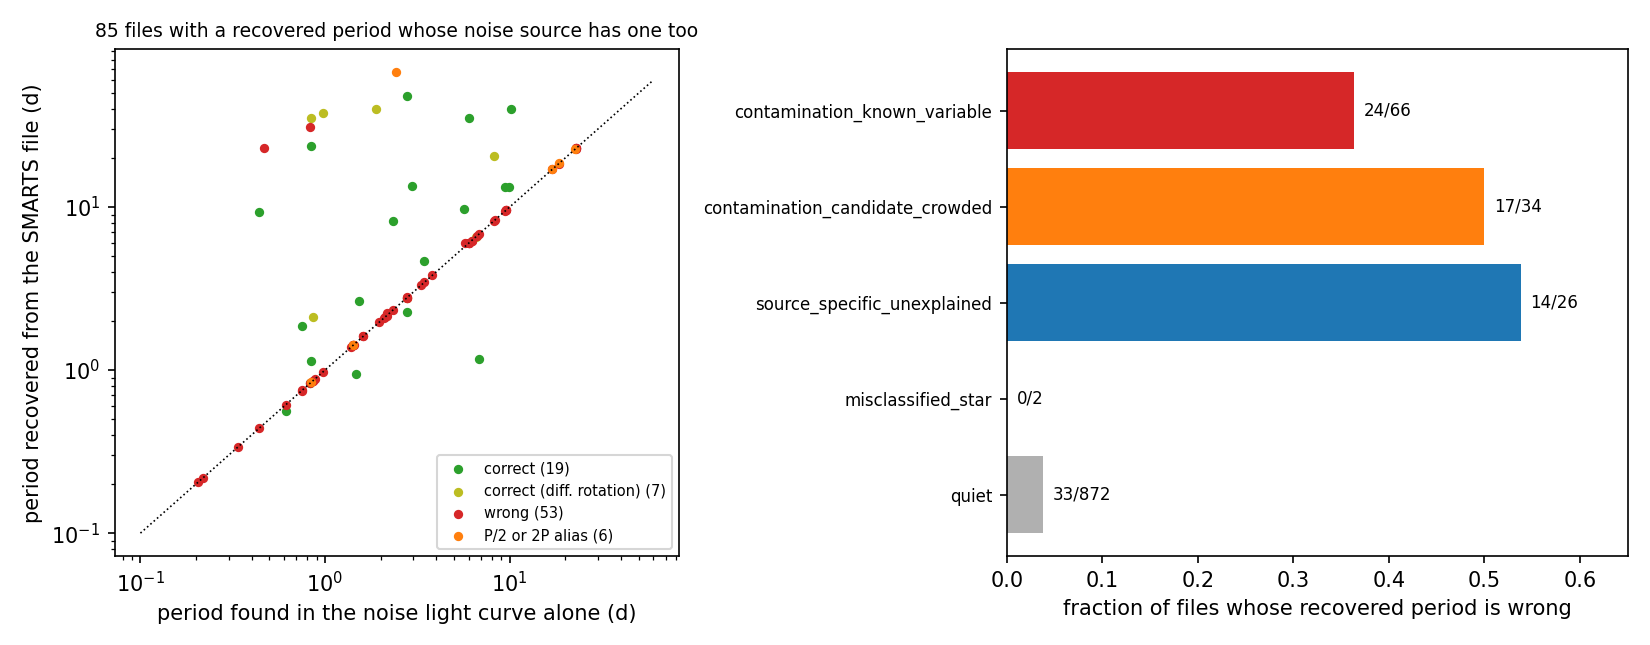 85 files with a recovered period whose noise source has one too
period recovered from the SMARTS file (d)
10¹
10⁰
10⁻¹
10⁻¹
10⁰
10¹
period found in the noise light curve alone (d)
correct (19)
correct (diff. rotation) (7)
wrong (53)
P/2 or 2P alias (6)
contamination_known_variable
24/66
contamination_candidate_crowded
17/34
source_specific_unexplained
14/26
misclassified_star
0/2
quiet
33/872
0.0 0.1 0.2 0.3 0.4 0.5 0.6
fraction of files whose recovered period is wrong